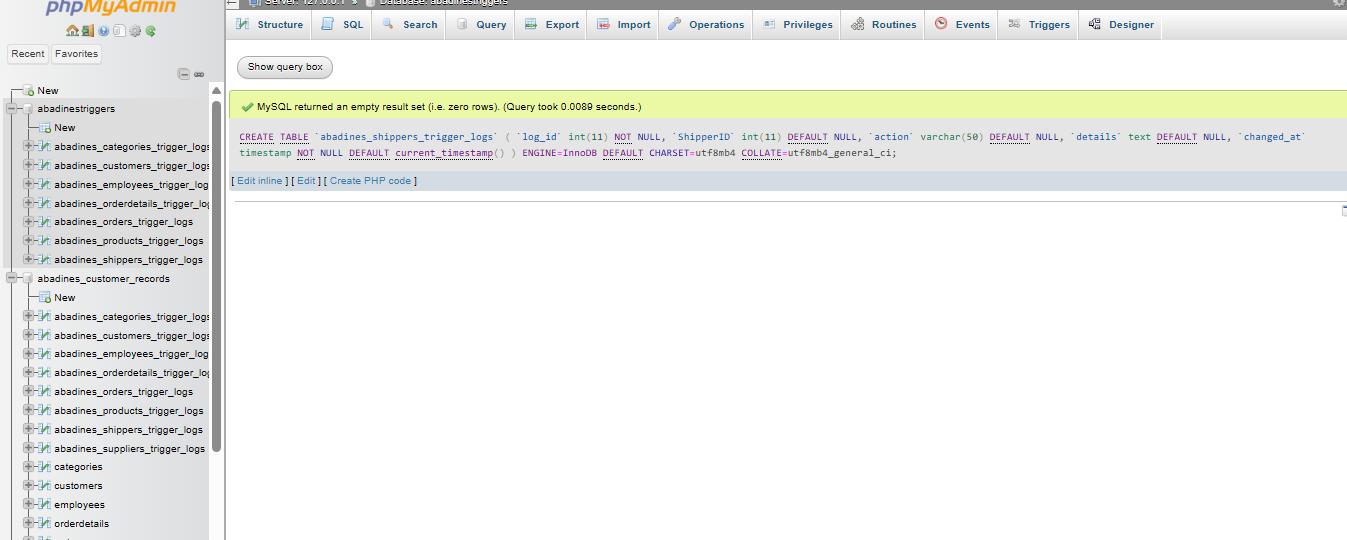 phpMyAdmin
Recent
Favorites
New
abadinestriggers
New
abadines_categories_trigger_logs
abadines_customers_trigger_logs
abadines_employees_trigger_log
abadines_orderdetails_trigger_log
abadines_orders_trigger_logs
abadines_products_trigger_logs
abadines_shippers_trigger_logs
abadines_customer_records
New
abadines_categories_trigger_logs
abadines_customers_trigger_logs
abadines_employees_trigger_log
abadines_orderdetails_trigger_log
abadines_orders_trigger_logs
abadines_products_trigger_logs
abadines_shippers_trigger_logs
abadines_suppliers_trigger_logs
categories
customers
employees
orderdetails
Server: 127.0.0.1 » Database: abadinestriggers
Structure SQL Search Query Export Import Operations Privileges Routines Events Triggers Designer
Show query box
MySQL returned an empty result set (i.e. zero rows). (Query took 0.0089 seconds.)
CREATE TABLE `abadines_shippers_trigger_logs` ( `log_id` int(11) NOT NULL, `ShipperID` int(11) DEFAULT NULL, `action` varchar(50) DEFAULT NULL, `details` text DEFAULT NULL, `changed_at`
timestamp NOT NULL DEFAULT current_timestamp() ) ENGINE=InnoDB DEFAULT CHARSET=utf8mb4 COLLATE=utf8mb4_general_ci;
[ Edit inline ] [ Edit ] [ Create PHP code ]